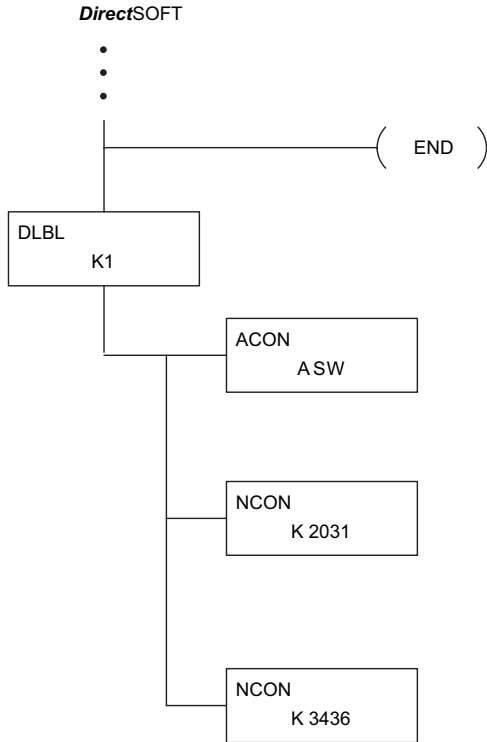 DirectSOFT
END
DLBL
K1
ACON
A SW
NCON
K 2031
NCON
K 3436